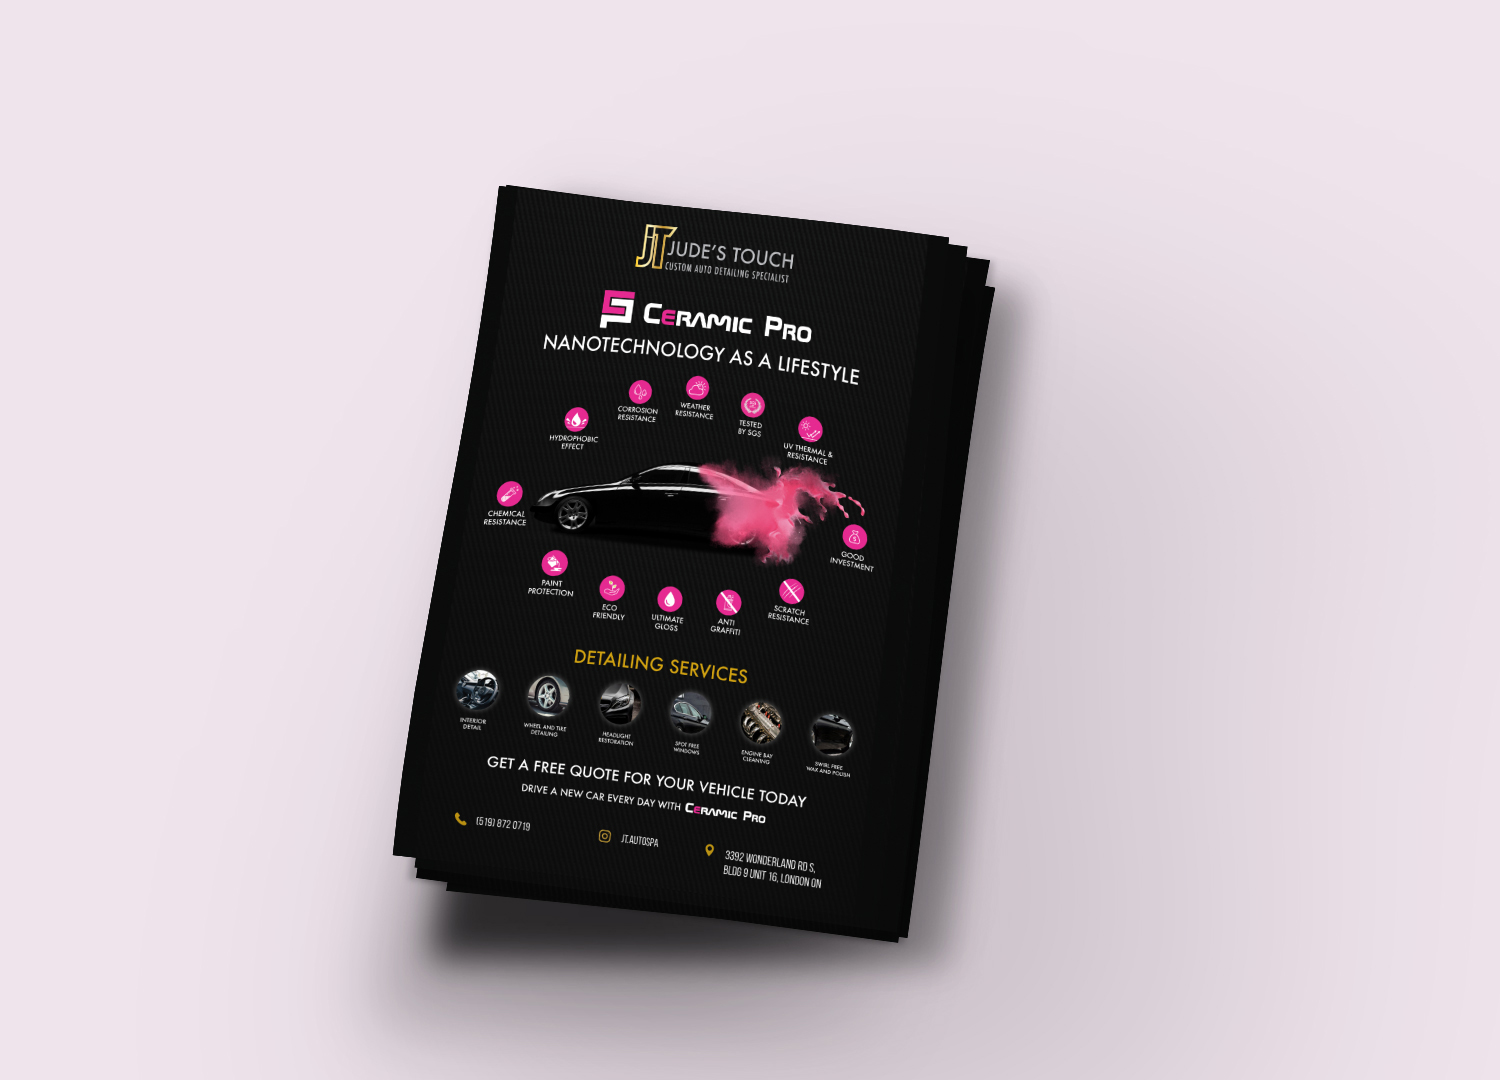 JT JUDE'S TOUCH
CUSTOM AUTO DETAILING SPECIALIST
CERAMIC PRO
NANOTECHNOLOGY AS A LIFESTYLE
HYDROPHOBIC
EFFECT
CORROSION
RESISTANCE
WEATHER
RESISTANCE
TESTED
BY SGS
UV THERMAL &
RESISTANCE
CHEMICAL
RESISTANCE
GOOD
INVESTMENT
PAINT
PROTECTION
ECO
FRIENDLY
ULTIMATE
GLOSS
ANTI
GRAFFITI
SCRATCH
RESISTANCE
DETAILING SERVICES
INTERIOR
DETAIL
WHEEL AND TIRE
DETAILING
HEADLIGHT
RESTORATION
SPOT FREE
WINDOWS
ENGINE BAY
CLEANING
SWIRL FREE
WAX AND POLISH
GET A FREE QUOTE FOR YOUR VEHICLE TODAY
DRIVE A NEW CAR EVERY DAY WITH CERAMIC PRO
(519) 872 0719
JT.AUTOSPA
3392 WONDERLAND RD S,
BLDG 9 UNIT 16, LONDON ON